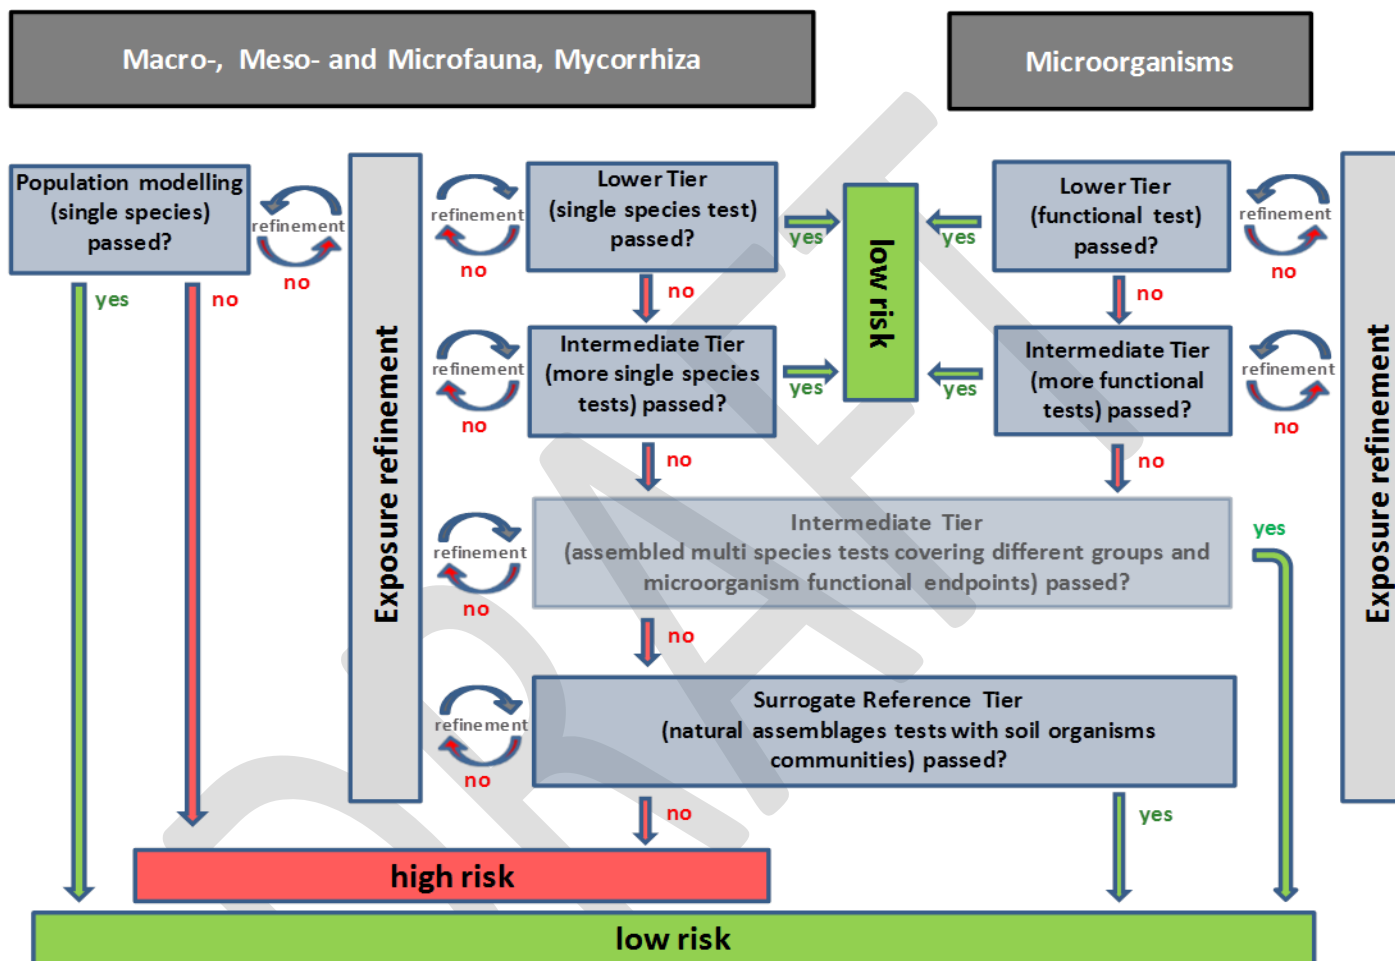 Macro-, Meso- and Microfauna, Mycorrhiza
Microorganisms
Population modelling
(single species)
passed?
refinement
no
yes
no
Exposure refinement
refinement
no
Lower Tier
(single species test)
passed?
yes
no
low risk
yes
Lower Tier
(functional test)
passed?
no
refinement
no
Exposure refinement
refinement
no
Intermediate Tier
(more single species
tests) passed?
yes
no
yes
Intermediate Tier
(more functional
tests) passed?
no
refinement
no
refinement
no
Intermediate Tier
(assembled multi species tests covering different groups and
microorganism functional endpoints) passed?
yes
no
refinement
no
Surrogate Reference Tier
(natural assemblages tests with soil organisms
communities) passed?
no
yes
high risk
low risk
DRAFT